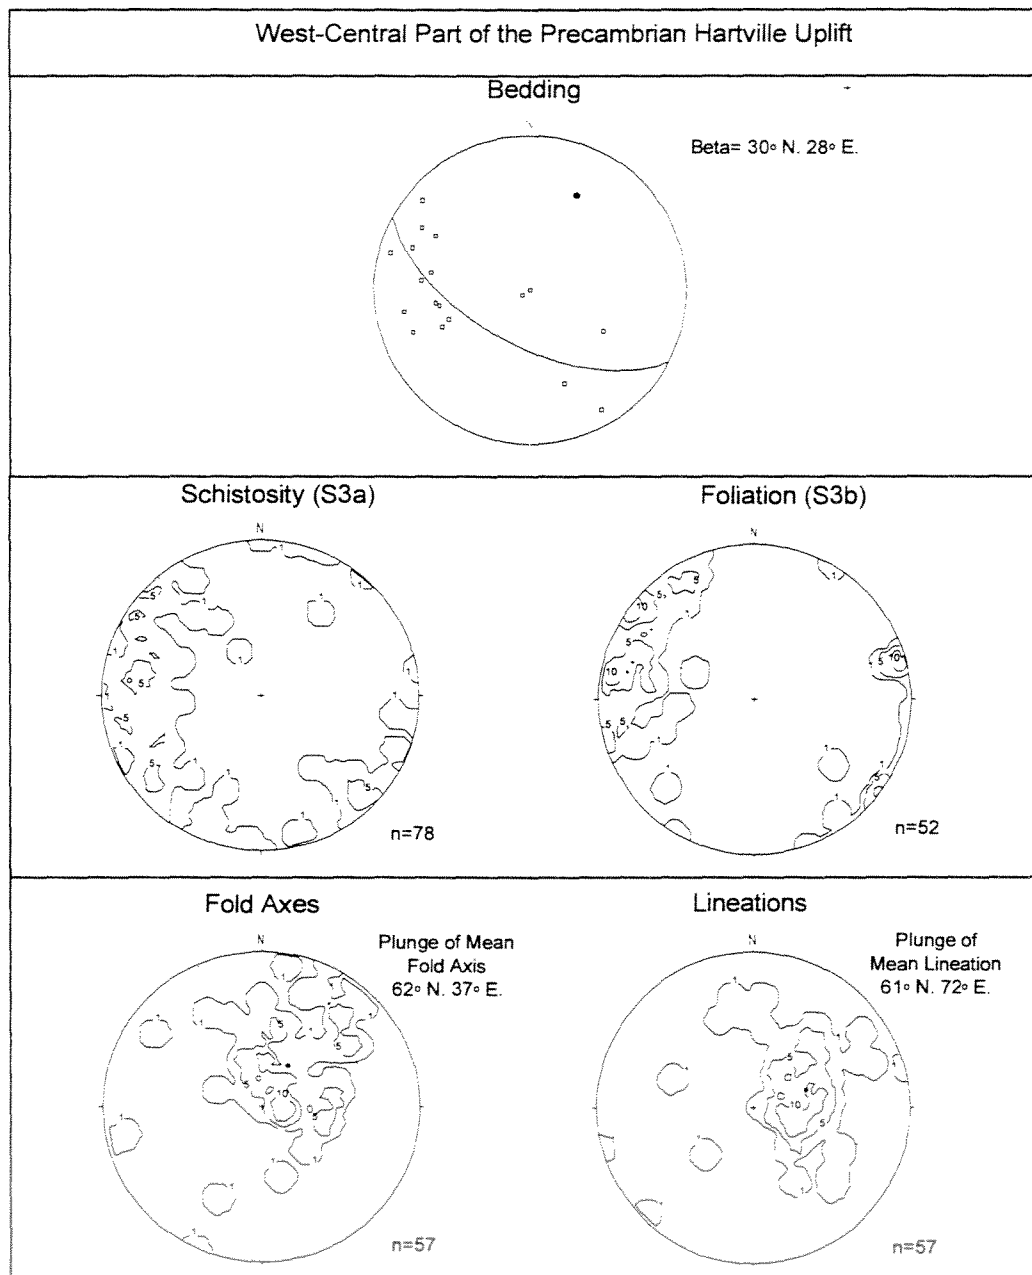 West-Central Part of the Precambrian Hartville Uplift
Bedding
N
Beta= 30° N. 28° E.
Schistosity (S3a)
N
n=78
Foliation (S3b)
N
n=52
Fold Axes
N
Plunge of Mean
Fold Axis
62° N. 37° E.
n=57
Lineations
N
Plunge of
Mean Lineation
61° N. 72° E.
n=57